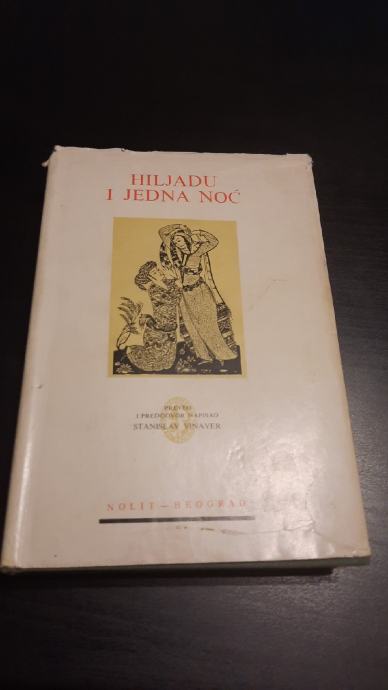 HILJADU
I JEDNA NOĆ
PREVEO
I PREDGOVOR NAPISAO
STANISLAV VINAVER
NOLIT — BEOGRAD